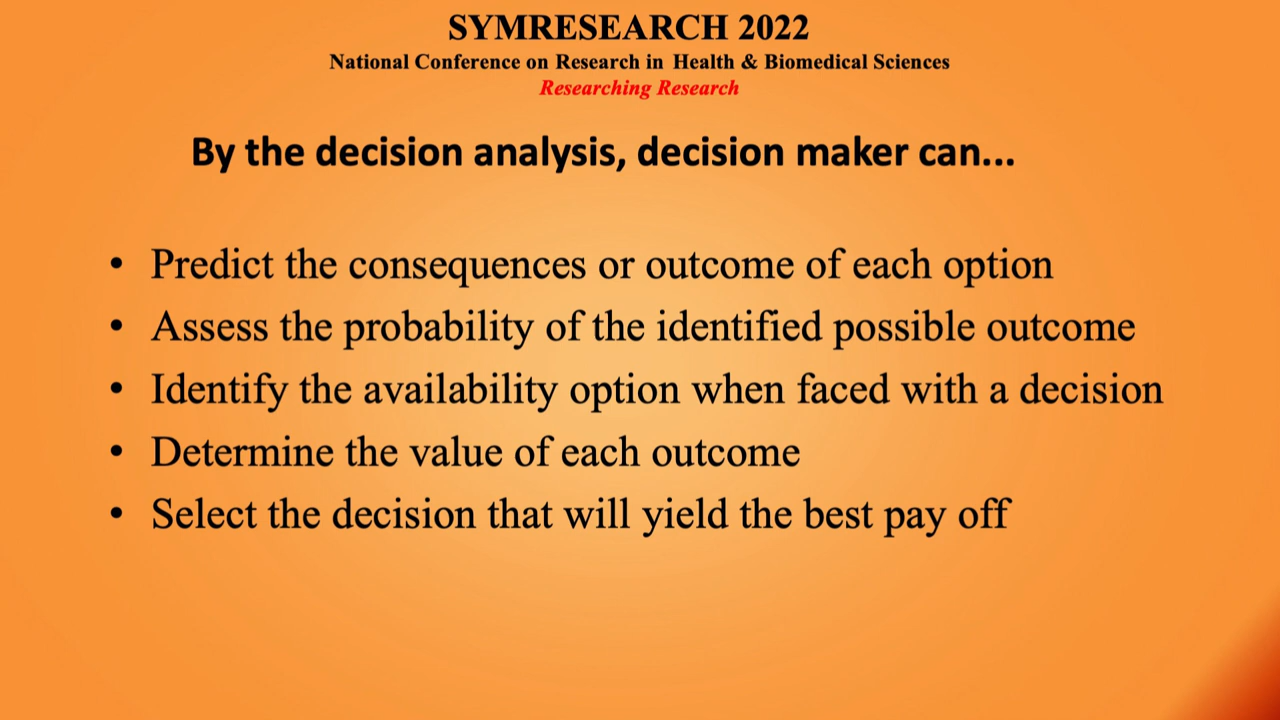 SYMRESEARCH 2022
National Conference on Research in Health & Biomedical Sciences
Researching Research
By the decision analysis, decision maker can...
• Predict the consequences or outcome of each option
• Assess the probability of the identified possible outcome
• Identify the availability option when faced with a decision
• Determine the value of each outcome
• Select the decision that will yield the best pay off